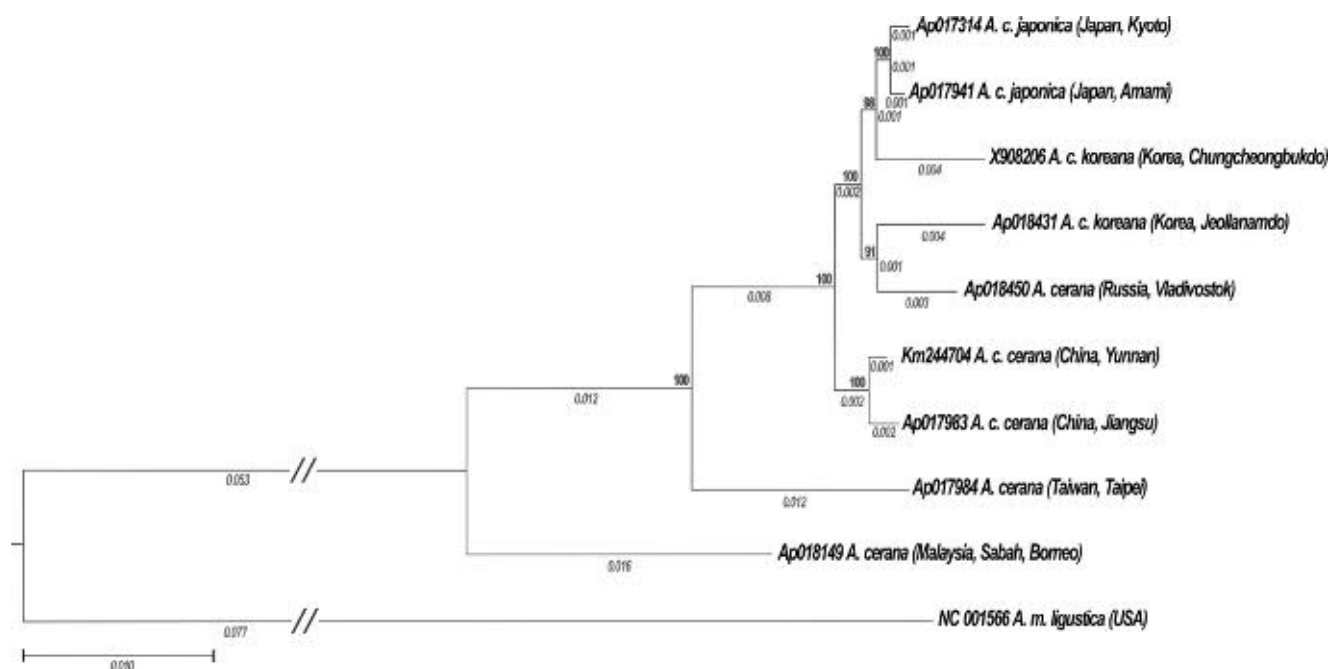 Ap017314 A. c. japonica (Japan, Kyoto)
0.001
100
0.001
Ap017941 A. c. japonica (Japan, Amami)
0.001
98
0.001
X908206 A. c. koreana (Korea, Chungcheongbukdo)
0.004
100
0.002
Ap018431 A. c. koreana (Korea, Jeollanamdo)
0.004
91
0.001
Ap018450 A. cerana (Russia, Vladivostok)
0.003
100
0.008
Km244704 A. c. cerana (China, Yunnan)
0.001
100
0.002
Ap017983 A. c. cerana (China, Jiangsu)
0.002
100
0.012
Ap017984 A. cerana (Taiwan, Taipei)
0.012
0.053
Ap018149 A. cerana (Malaysia, Sabah, Borneo)
0.016
NC 001566 A. m. ligustica (USA)
0.077
0.010